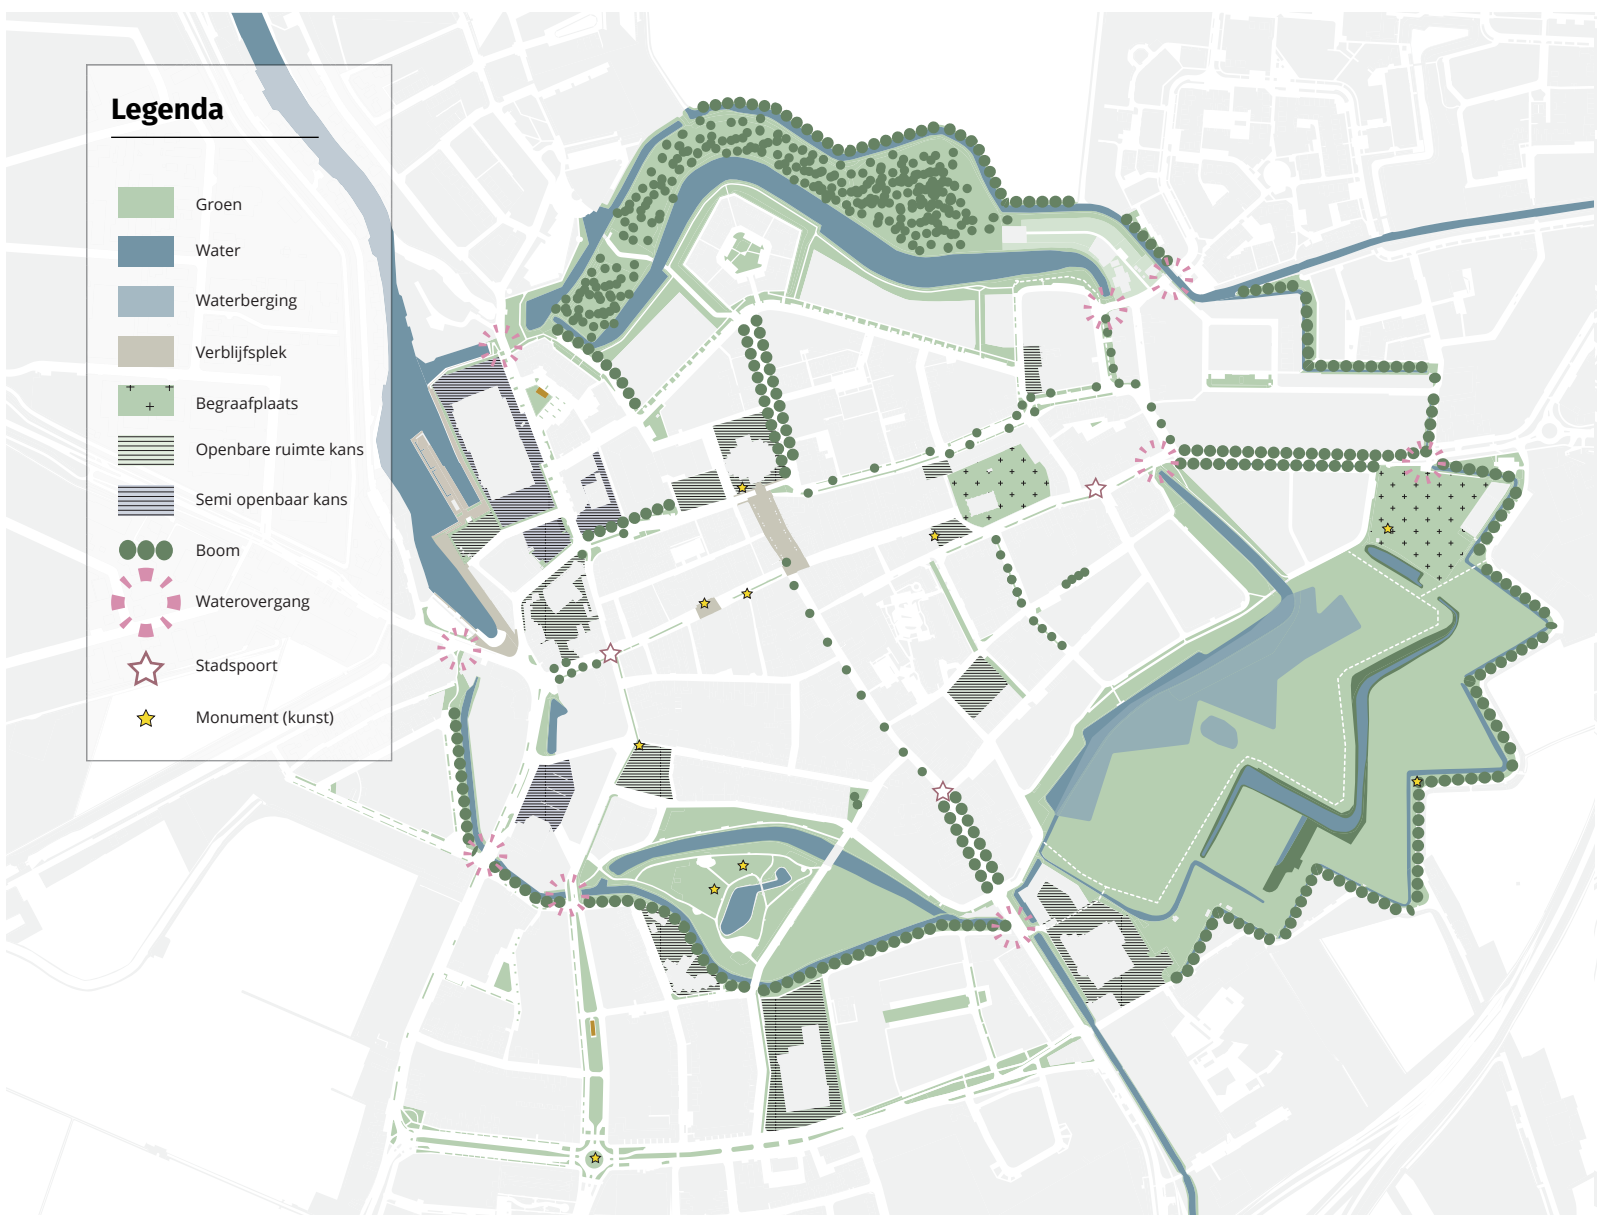 Legenda
Groen
Water
Waterberging
Verblijfsplek
Begraafplaats
Openbare ruimte kans
Semi openbaar kans
Boom
Waterovergang
Stadspoort
Monument (kunst)